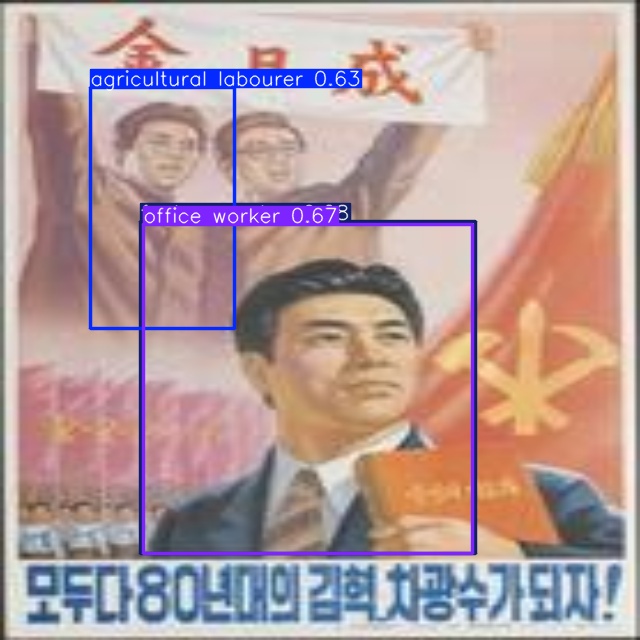 金日成
agricultural labourer 0.63
office worker 0.67
모두다 80년대의 김혁, 차광수가 되자!